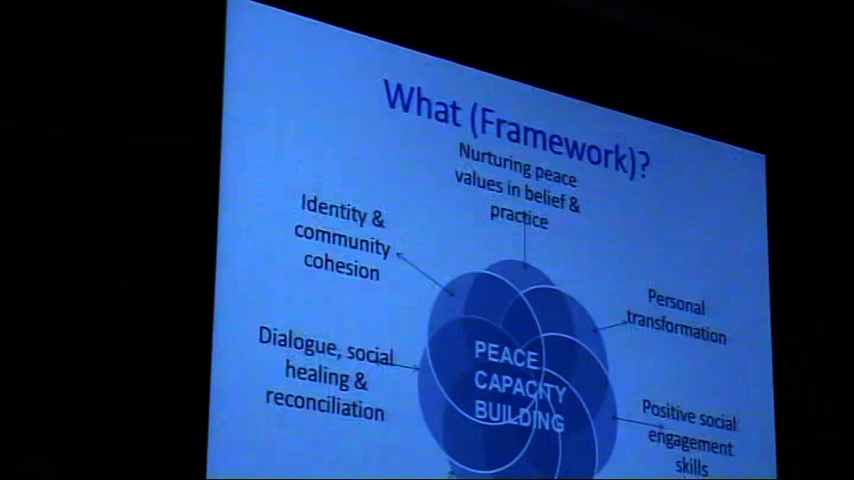 What (Framework)?
Nurturing peace
values in belief &
practice
Identity &
community
cohesion
Personal
transformation
Dialogue, social
healing &
reconciliation
PEACE
CAPACITY
BUILDING
Positive social
engagement
skills